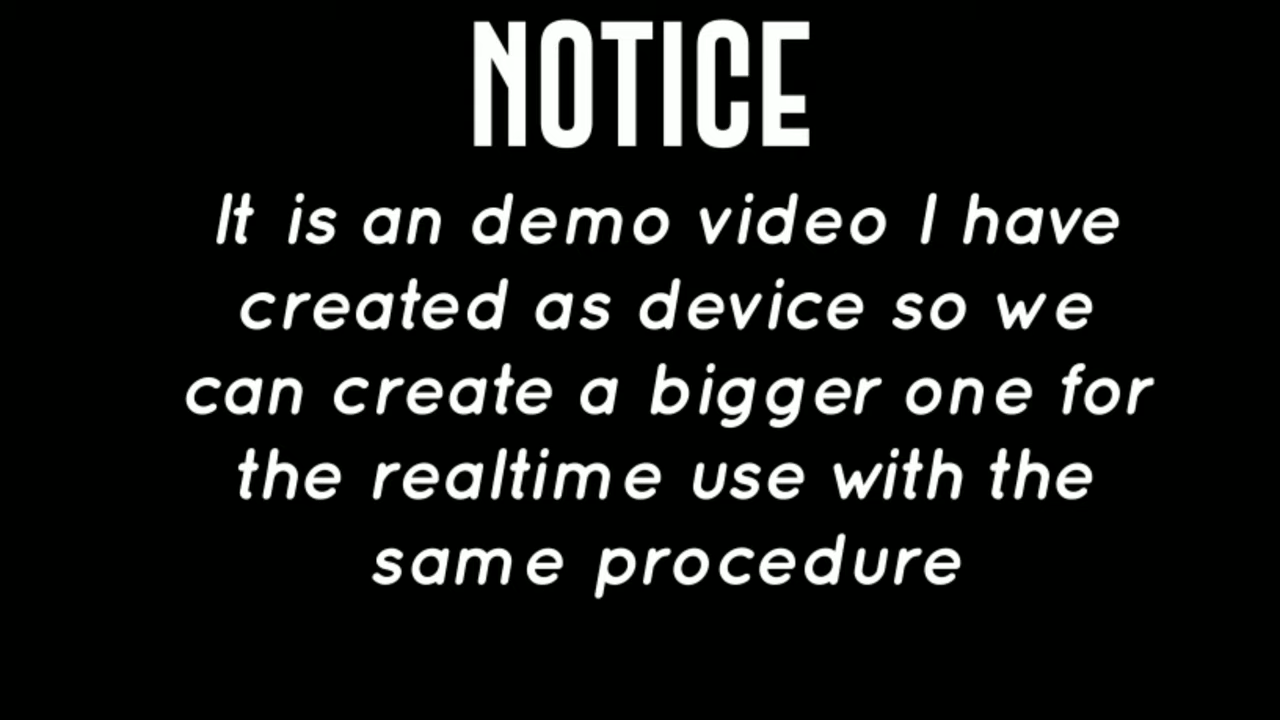 NOTICE
It is an demo video I have
created as device so we
can create a bigger one for
the realtime use with the
same procedure